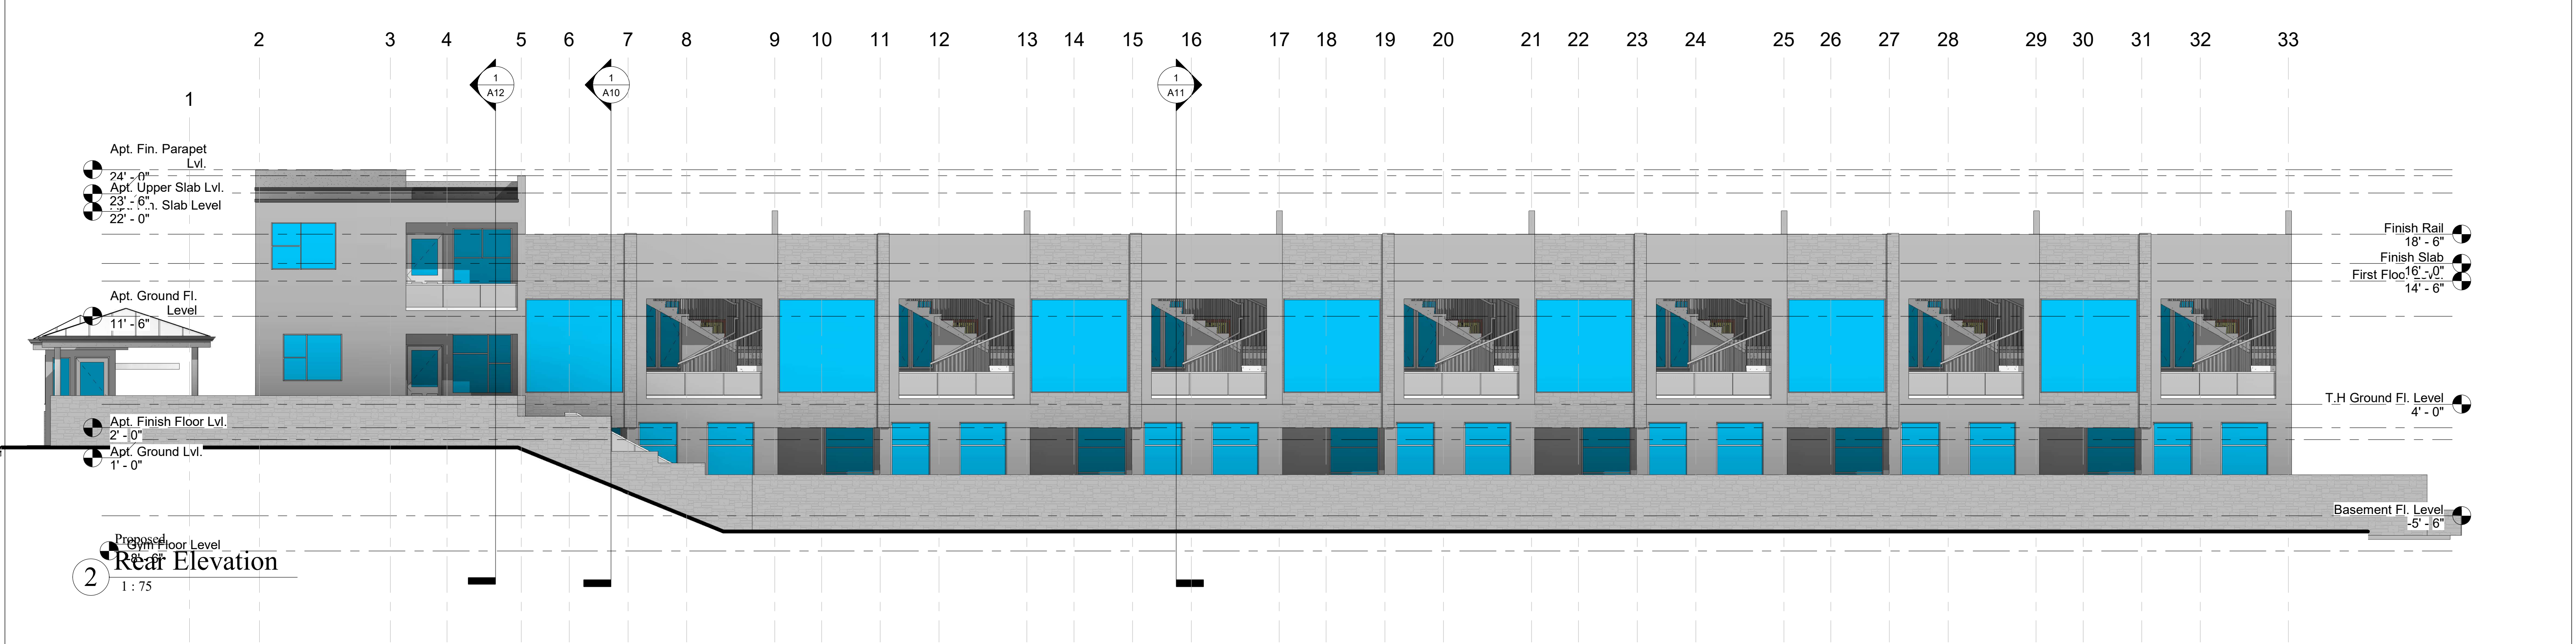 2 3 4 5 6 7 8 9 10 11 12 13 14 15 16 17 18 19 20 21 22 23 24 25 26 27 28 29 30 31 32 33
1
1
A12
1
A10
1
A11
Apt. Fin. Parapet
Lvl.
24' - 0"
Apt. Upper Slab Lvl.
23' - 6"
Slab Level
22' - 0"
Apt. Ground Fl.
Level
11' - 6"
Apt. Finish Floor Lvl.
2' - 0"
Apt. Ground Lvl.
1' - 0"
Finish Rail
18' - 6"
Finish Slab
16' - 0"
First Floor Level
14' - 6"
T.H Ground Fl. Level
4' - 0"
Basement Fl. Level
-5' - 6"
Proposed
Gym Floor Level
-8' - 6"
2
Rear Elevation
1 : 75